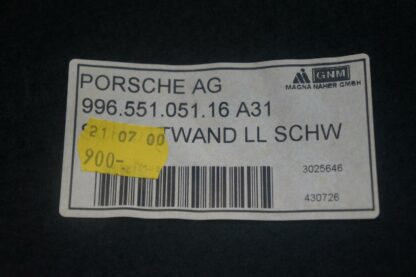 PORSCHE AG
GNM
MAGNA NAHER GMBH
996.551.051.16 A31
LL SCHW
21 07 00
900-
3025646
430726